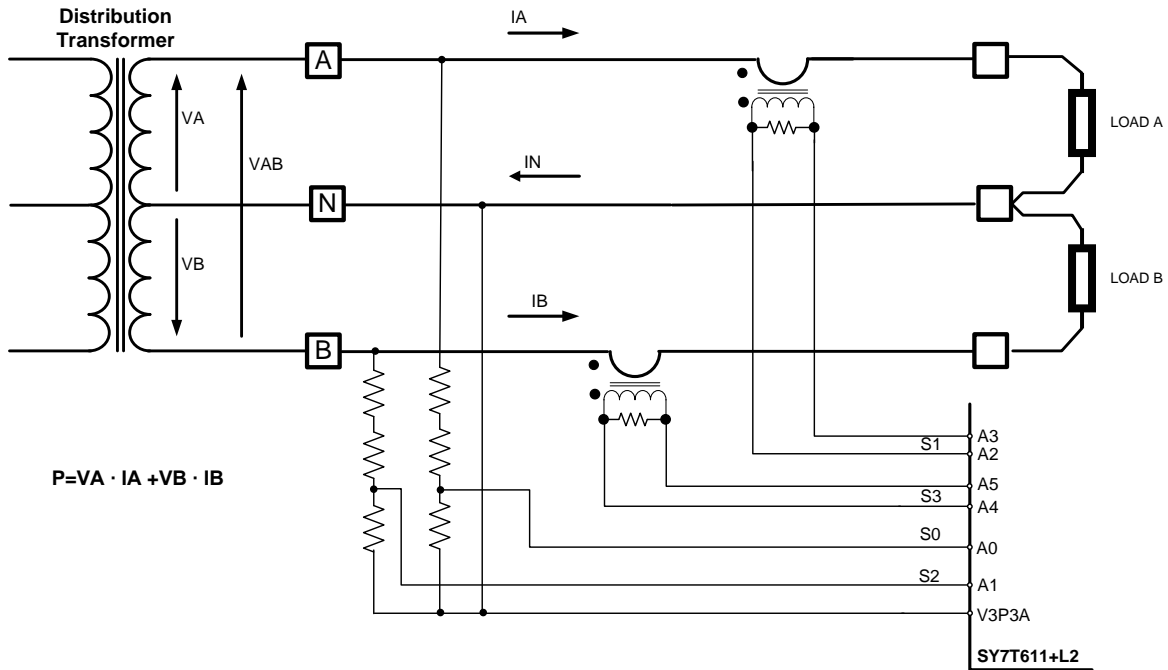 Distribution
Transformer
IA
A
VA
VAB
LOAD A
IN
N
VB
LOAD B
IB
B
P=VA · IA +VB · IB
S1
A3
A2
A5
S3
A4
S0
A0
S2
A1
V3P3A
SY7T611+L2